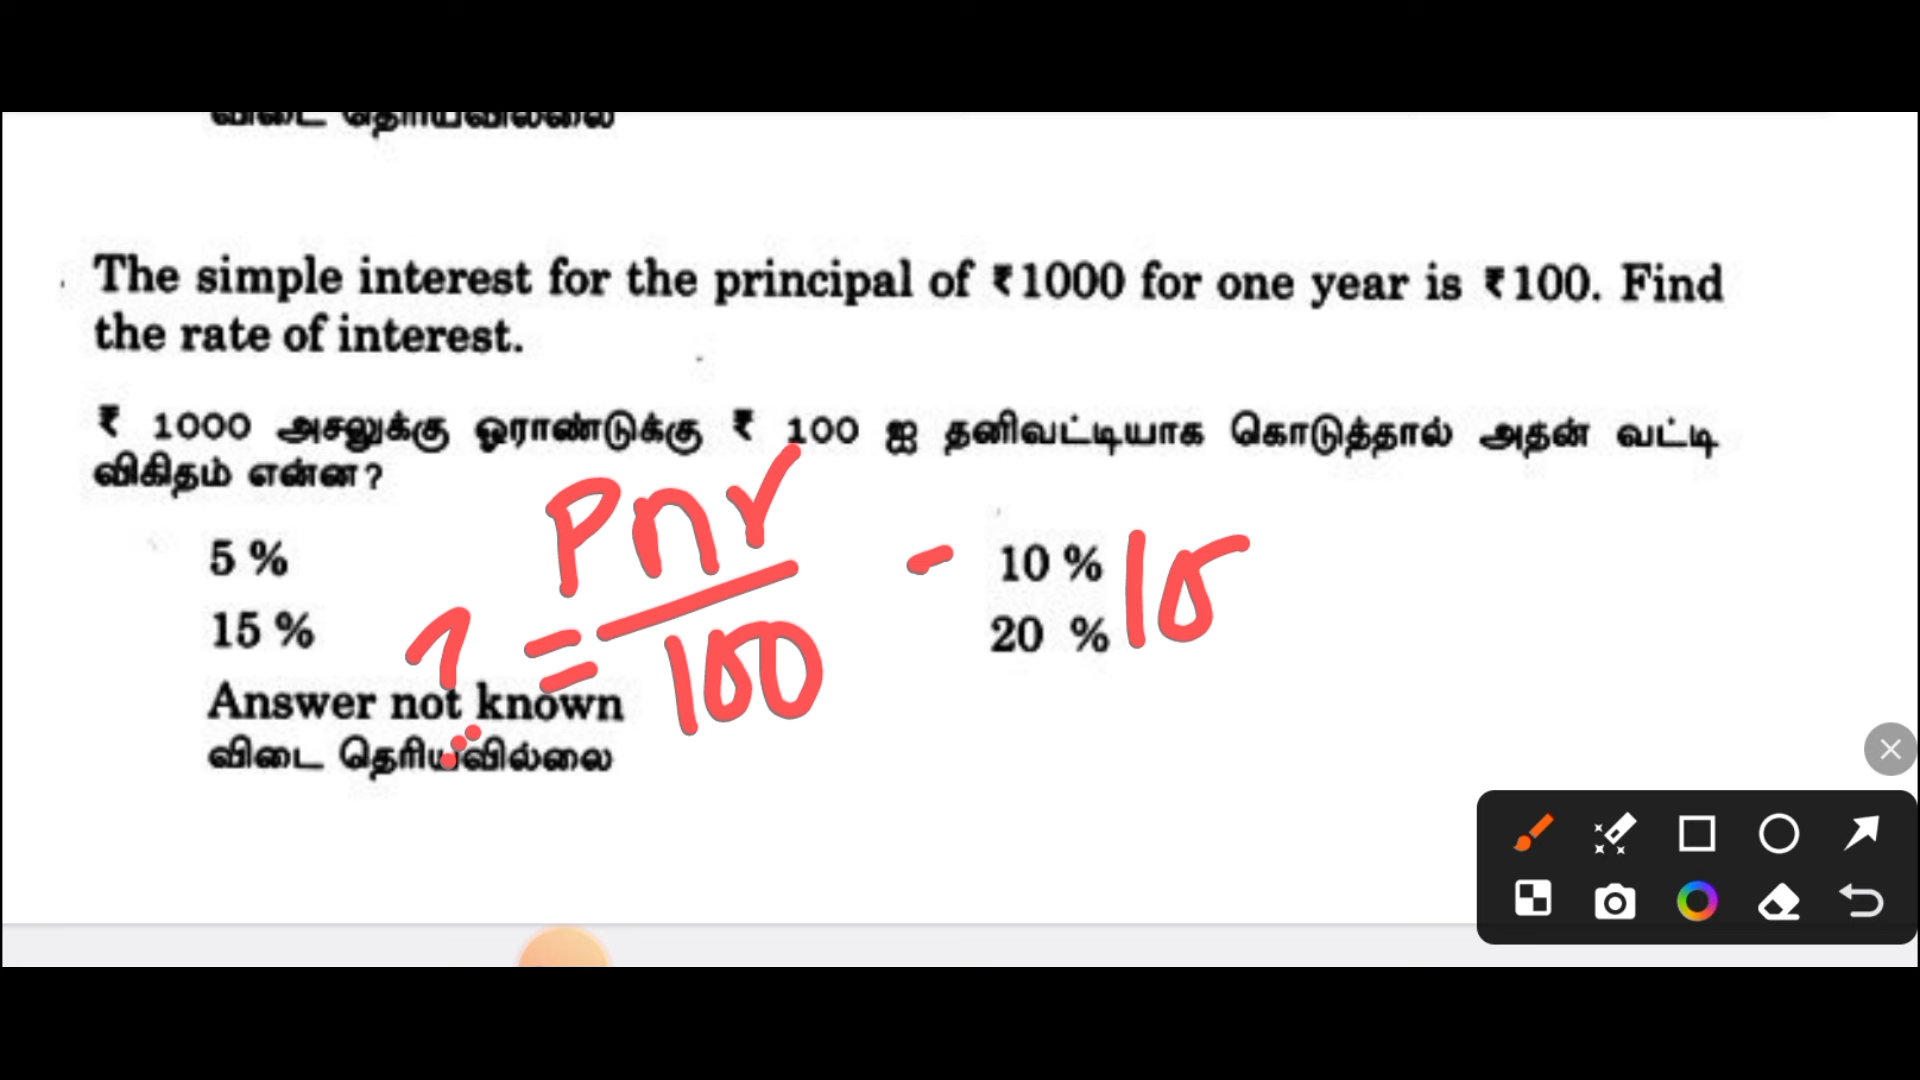 விடை தெரியவில்லை
The simple interest for the principal of ₹1000 for one year is ₹100. Find
the rate of interest.
₹ 1000 அசலுக்கு ஓராண்டுக்கு ₹ 100 ஐ தனிவட்டியாக கொடுத்தால் அதன் வட்டி
விகிதம் என்ன?
Pnr
5 % 10 %
15 % = 100 20 %
Answer not known
விடை தெரியவில்லை